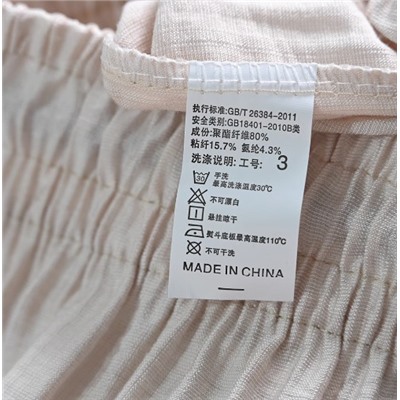 执行标准:GB/T 26384-2011
安全类别:GB18401-2010B类
成份:聚酯纤维80%
粘纤15.7% 氨纶4.3%
洗涤说明: 工号: 3
30 手洗
最高洗涤温度30℃
不可漂白
悬挂晾干
熨斗底板最高温度110℃
不可干洗
MADE IN CHINA